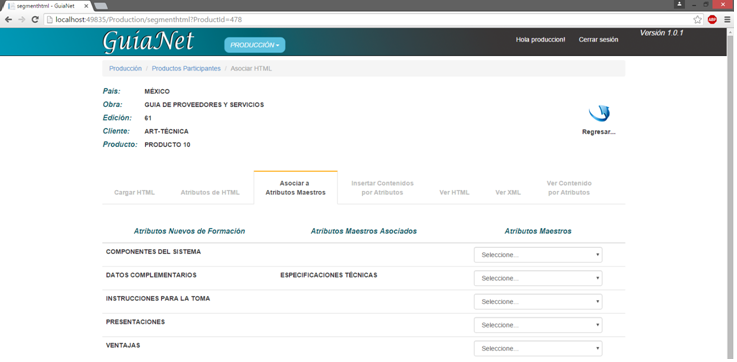 segmenthtml - GuiaNet
localhost:49835/Production/segmenthtml?ProductId=478
GuíaNet
PRODUCCIÓN
Hola produccion!
Cerrar sesión
Versión 1.0.1
Producción / Productos Participantes / Asociar HTML
País: MÉXICO
Obra: GUIA DE PROVEEDORES Y SERVICIOS
Edición: 61
Cliente: ART-TÉCNICA
Producto: PRODUCTO 10
Regresar...
Cargar HTML
Atributos de HTML
Asociar a
Atributos Maestros
Insertar Contenidos
por Atributos
Ver HTML
Ver XML
Ver Contenido
por Atributos
Atributos Nuevos de Formación
Atributos Maestros Asociados
Atributos Maestros
COMPONENTES DEL SISTEMA
Seleccione...
DATOS COMPLEMENTARIOS
ESPECIFICACIONES TÉCNICAS
Seleccione...
INSTRUCCIONES PARA LA TOMA
Seleccione...
PRESENTACIONES
Seleccione...
VENTAJAS
Seleccione...